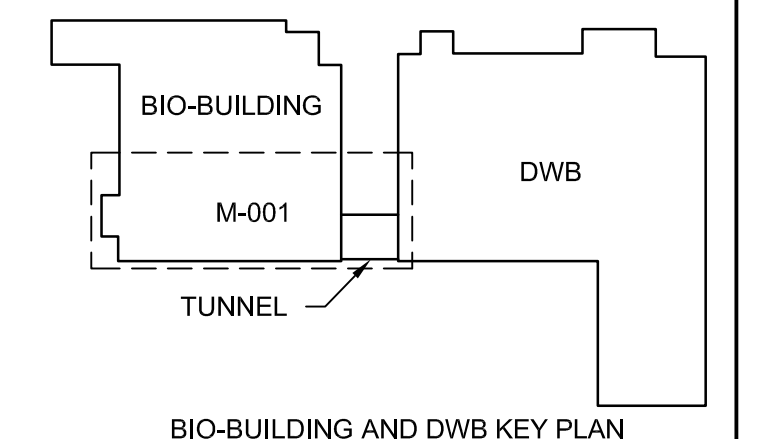 BIO-BUILDING
DWB
M-001
TUNNEL
BIO-BUILDING AND DWB KEY PLAN